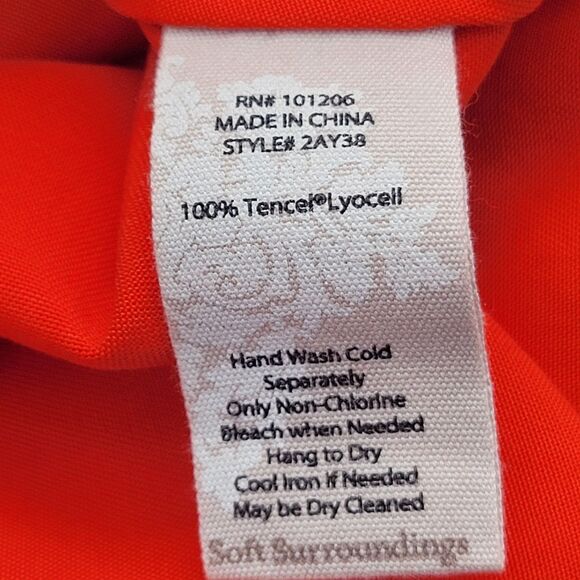 RN# 101206
MADE IN CHINA
STYLE# 2AY38
100% Tencel®Lyocell
Hand Wash Cold
Separately
Only Non-Chlorine
Bleach when Needed
Hang to Dry
Cool Iron If Needed
May be Dry Cleaned
Soft Surroundings